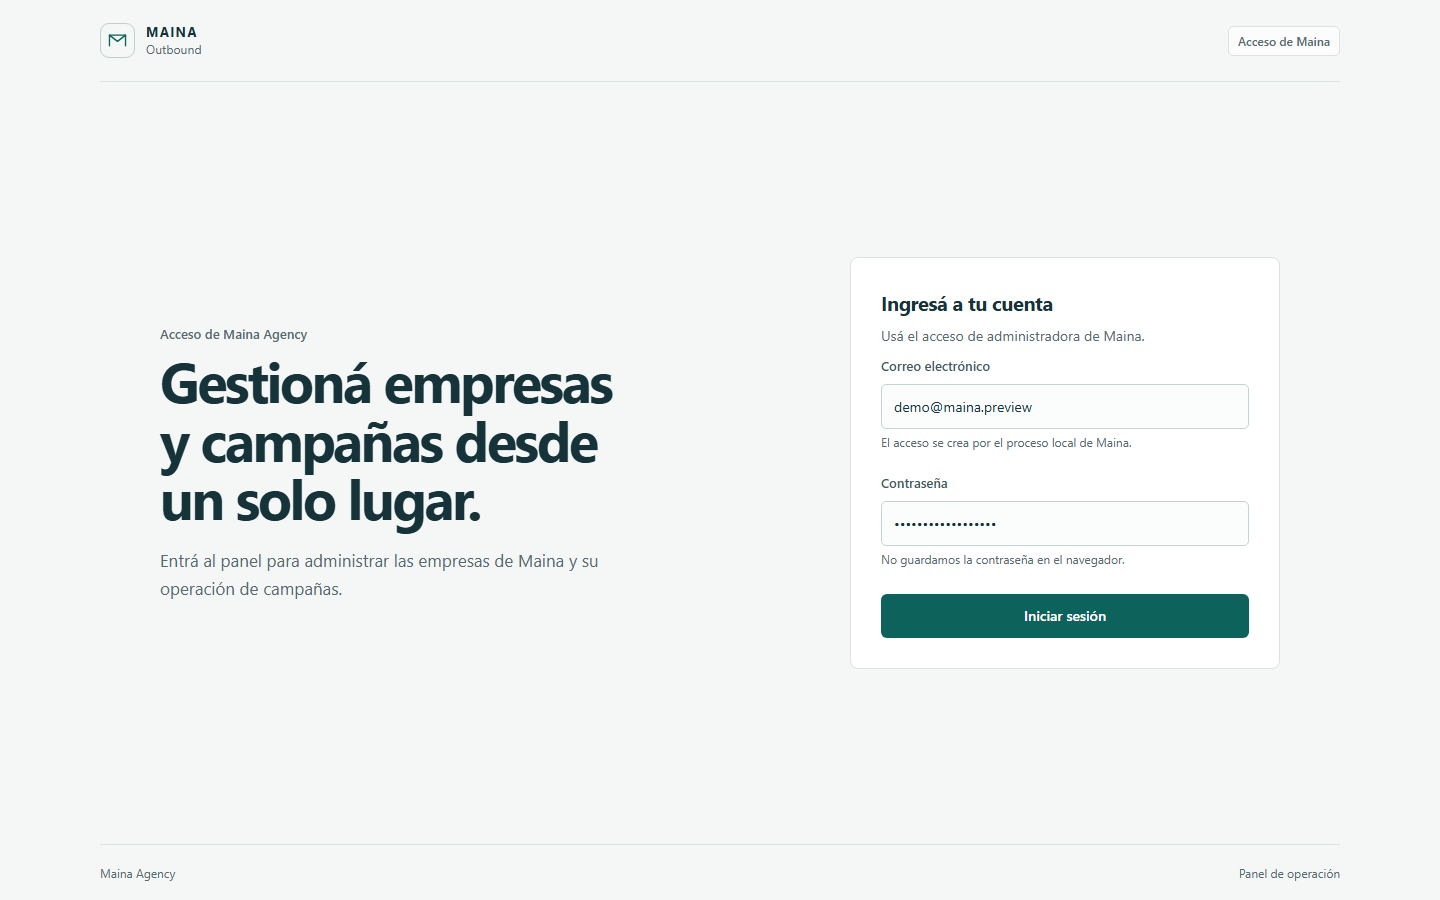 MAINA
Outbound
Acceso de Maina
Acceso de Maina Agency
Gestioná empresas
y campañas desde
un solo lugar.
Entrá al panel para administrar las empresas de Maina y su
operación de campañas.
Ingresá a tu cuenta
Usá el acceso de administradora de Maina.
Correo electrónico
demo@maina.preview
El acceso se crea por el proceso local de Maina.
Contraseña
••••••••••••••••••
No guardamos la contraseña en el navegador.
Iniciar sesión
Maina Agency
Panel de operación